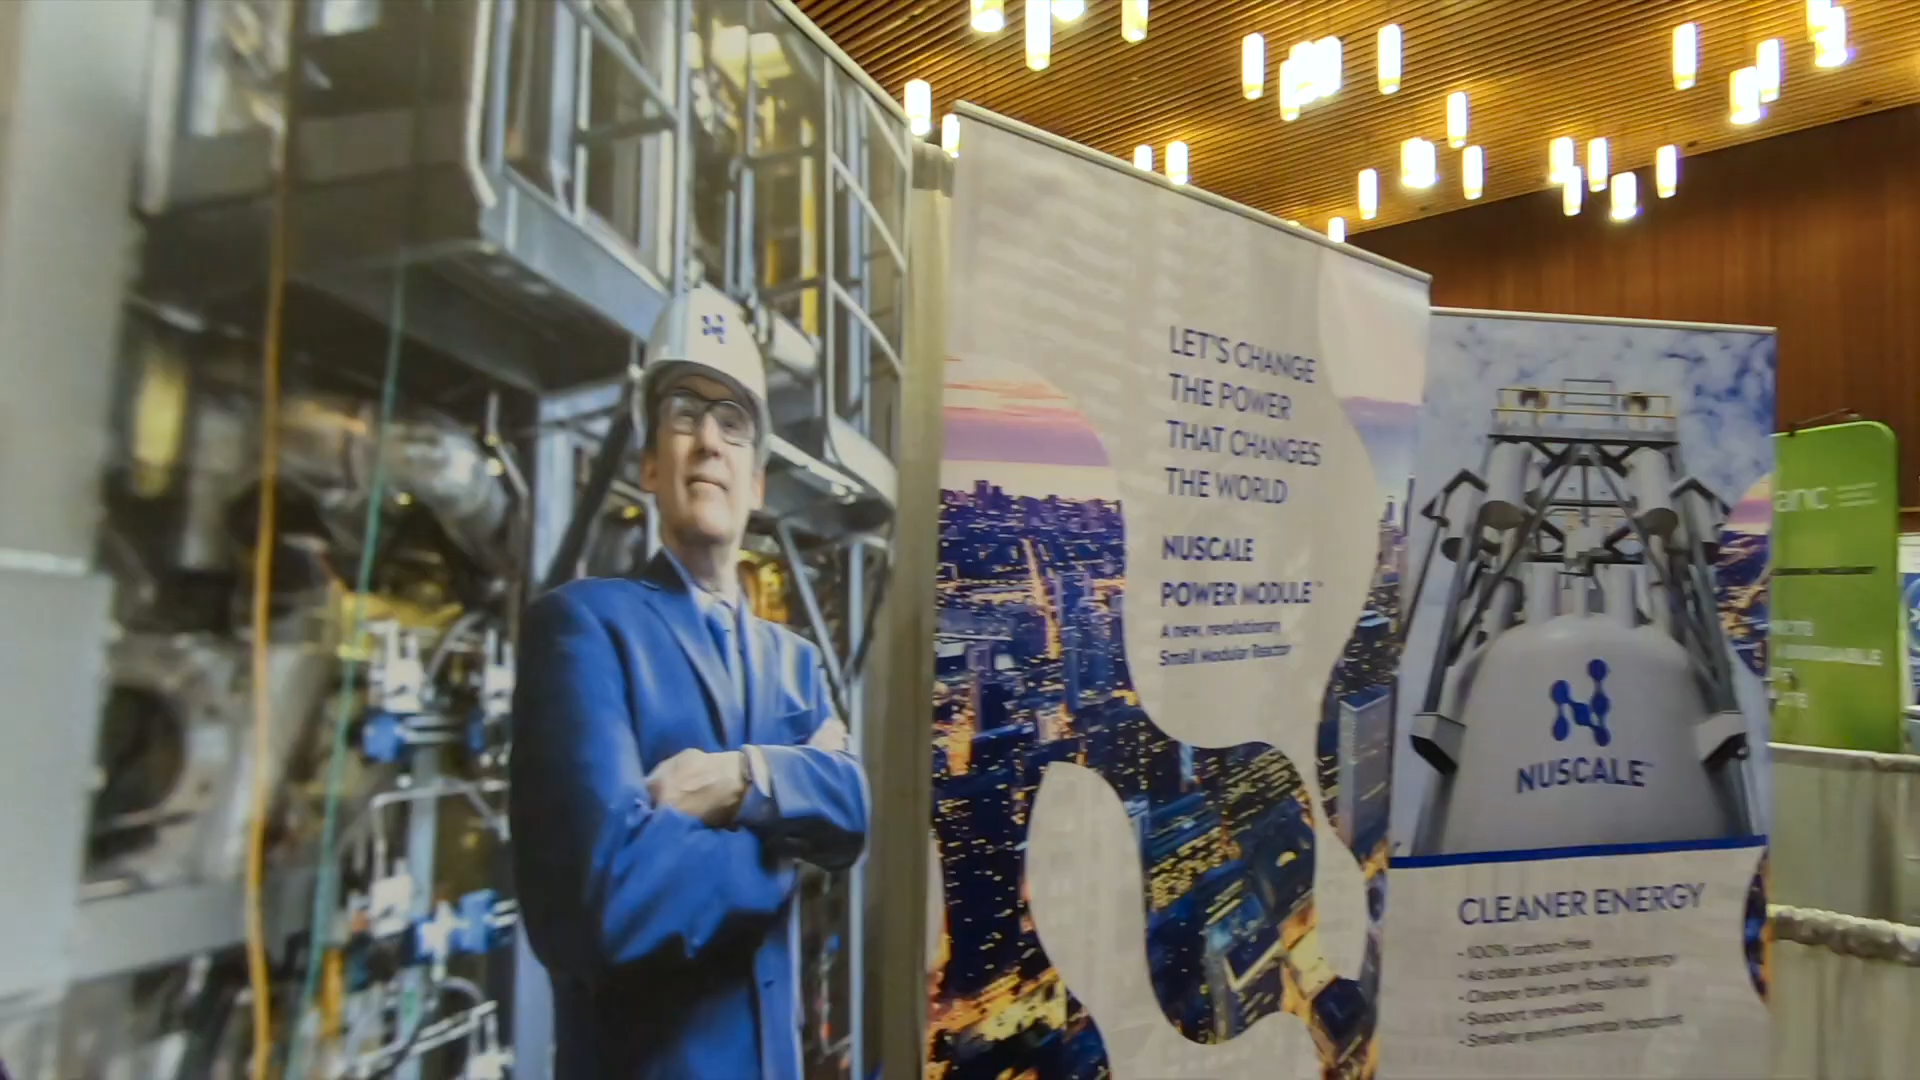 LET'S CHANGE
THE POWER
THAT CHANGES
THE WORLD
NUSCALE
POWER MODULE™
A new, revolutionary
Small Modular Reactor
NUSCALE™
CLEANER ENERGY
- 100% carbon-free
- As clean as solar or wind energy
- Cleaner than any fossil fuel
- Support renewables
- Smaller environmental footprint
anc